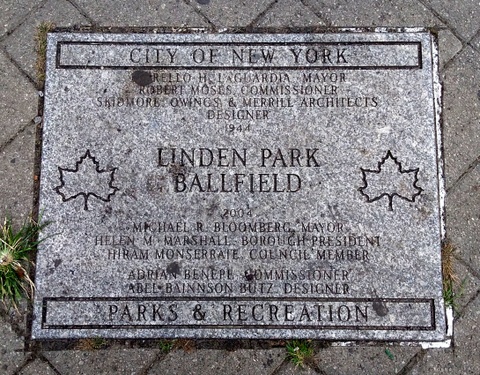 CITY OF NEW YORK
RELLO H. LAGUARDIA MAYOR
ROBERT MOSES COMMISSIONER
SKIDMORE, OWINGS & MERRILL ARCHITECTS
DESIGNER
1944
LINDEN PARK
BALLFIELD
2004
MICHAEL R. BLOOMBERG, MAYOR
HELEN M. MARSHALL, BOROUGH PRESIDENT
HIRAM MONSERRATE, COUNCIL MEMBER
ADRIAN BENEPE, COMMISSIONER
ABEL BAINNSON BUTZ, DESIGNER
PARKS & RECREATION